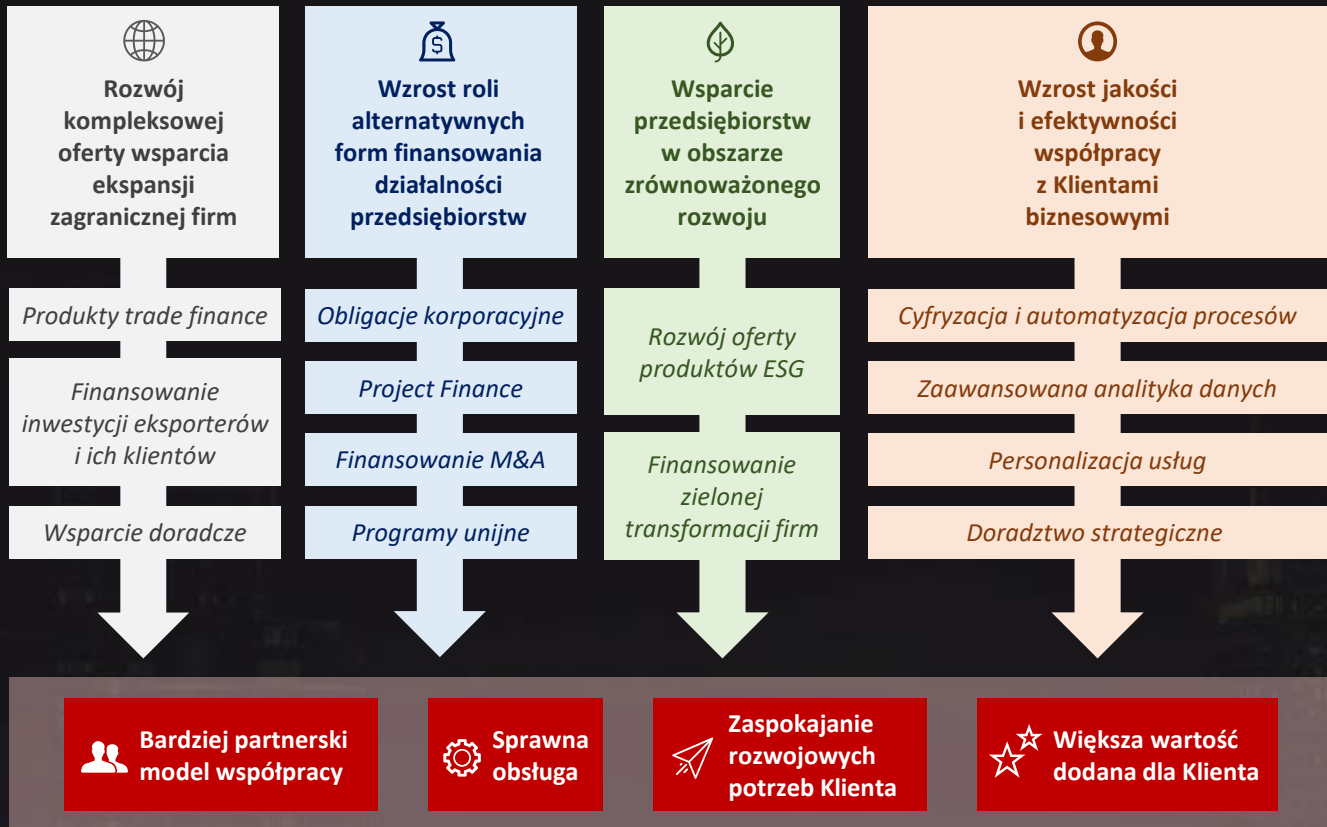 Rozwój
kompleksowej
oferty wsparcia
ekspansji
zagranicznej firm
Produkty trade finance
Finansowanie
inwestycji eksporterów
i ich klientów
Wsparcie doradcze
Wzrost roli
alternatywnych
form finansowania
działalności
przedsiębiorstw
Obligacje korporacyjne
Project Finance
Finansowanie M&A
Programy unijne
Wsparcie
przedsiębiorstw
w obszarze
zrównoważonego
rozwoju
Rozwój oferty
produktów ESG
Finansowanie
zielonej
transformacji firm
Wzrost jakości
i efektywności
współpracy
z Klientami
biznesowymi
Cyfryzacja i automatyzacja procesów
Zaawansowana analityka danych
Personalizacja usług
Doradztwo strategiczne
Bardziej partnerski
model współpracy
Sprawna
obsługa
Zaspokajanie
rozwojowych
potrzeb Klienta
Większa wartość
dodana dla Klienta